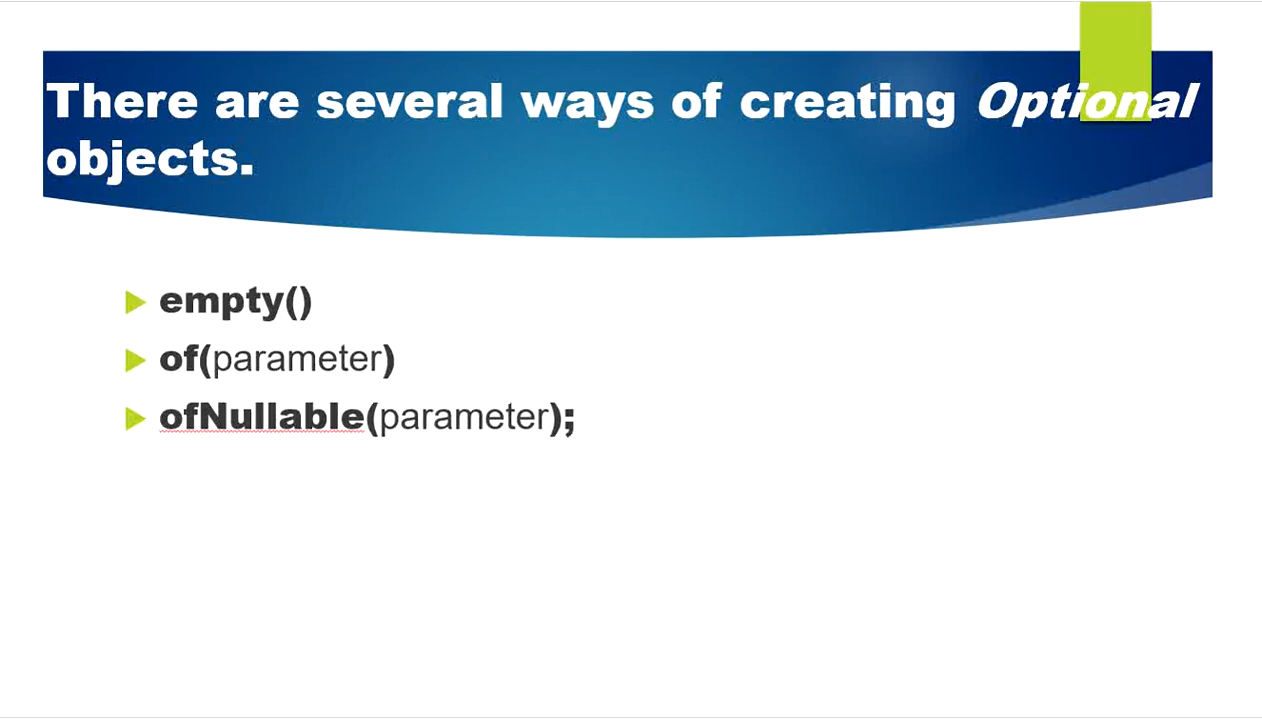 There are several ways of creating Optional
objects.
empty()
of(parameter)
ofNullable(parameter);